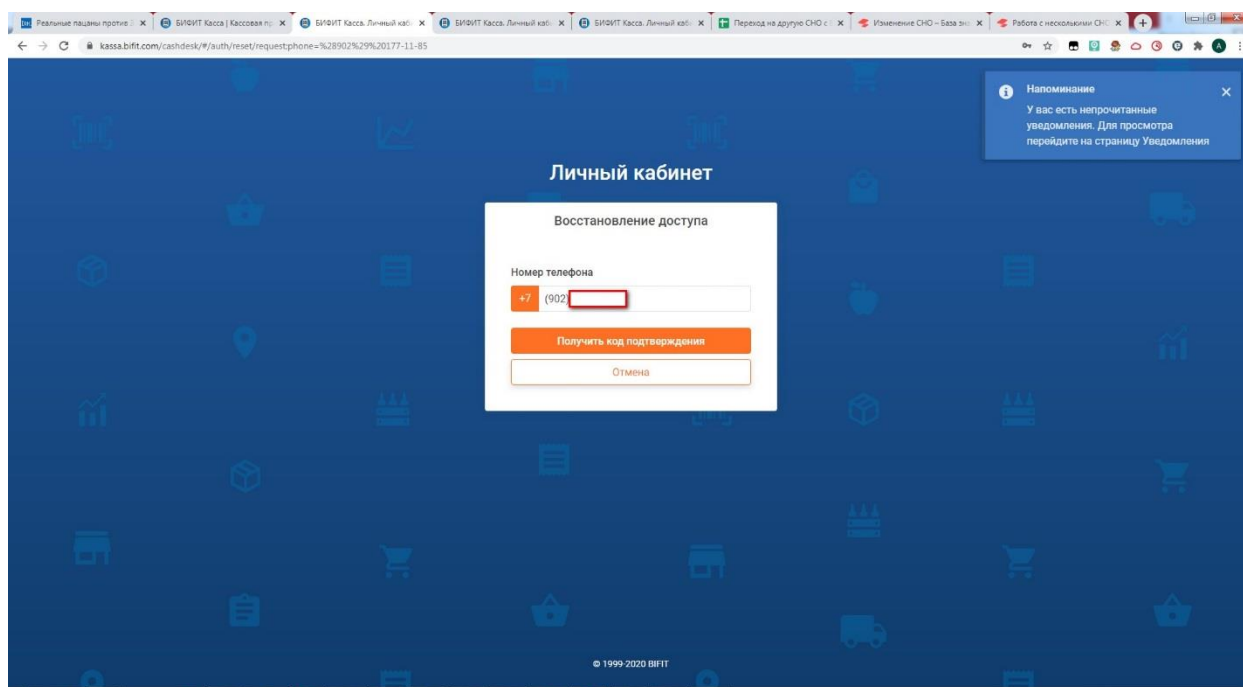 Реальные пацаны против
БИФИТ Касса | Кассовая пр
БИФИТ Касса. Личный каб
БИФИТ Касса. Личный каб
БИФИТ Касса. Личный каб
Переход на другую СНО с
Изменение СНО – База зна
Работа с несколькими СНО
kassa.bifit.com/cashdesk/#/auth/reset/request;phone=%28902%29%20177-11-85
Напоминание
У вас есть непрочитанные
уведомления. Для просмотра
перейдите на страницу Уведомления
Личный кабинет
Восстановление доступа
Номер телефона
+7 (902)
Получить код подтверждения
Отмена
© 1999-2020 BIFIT